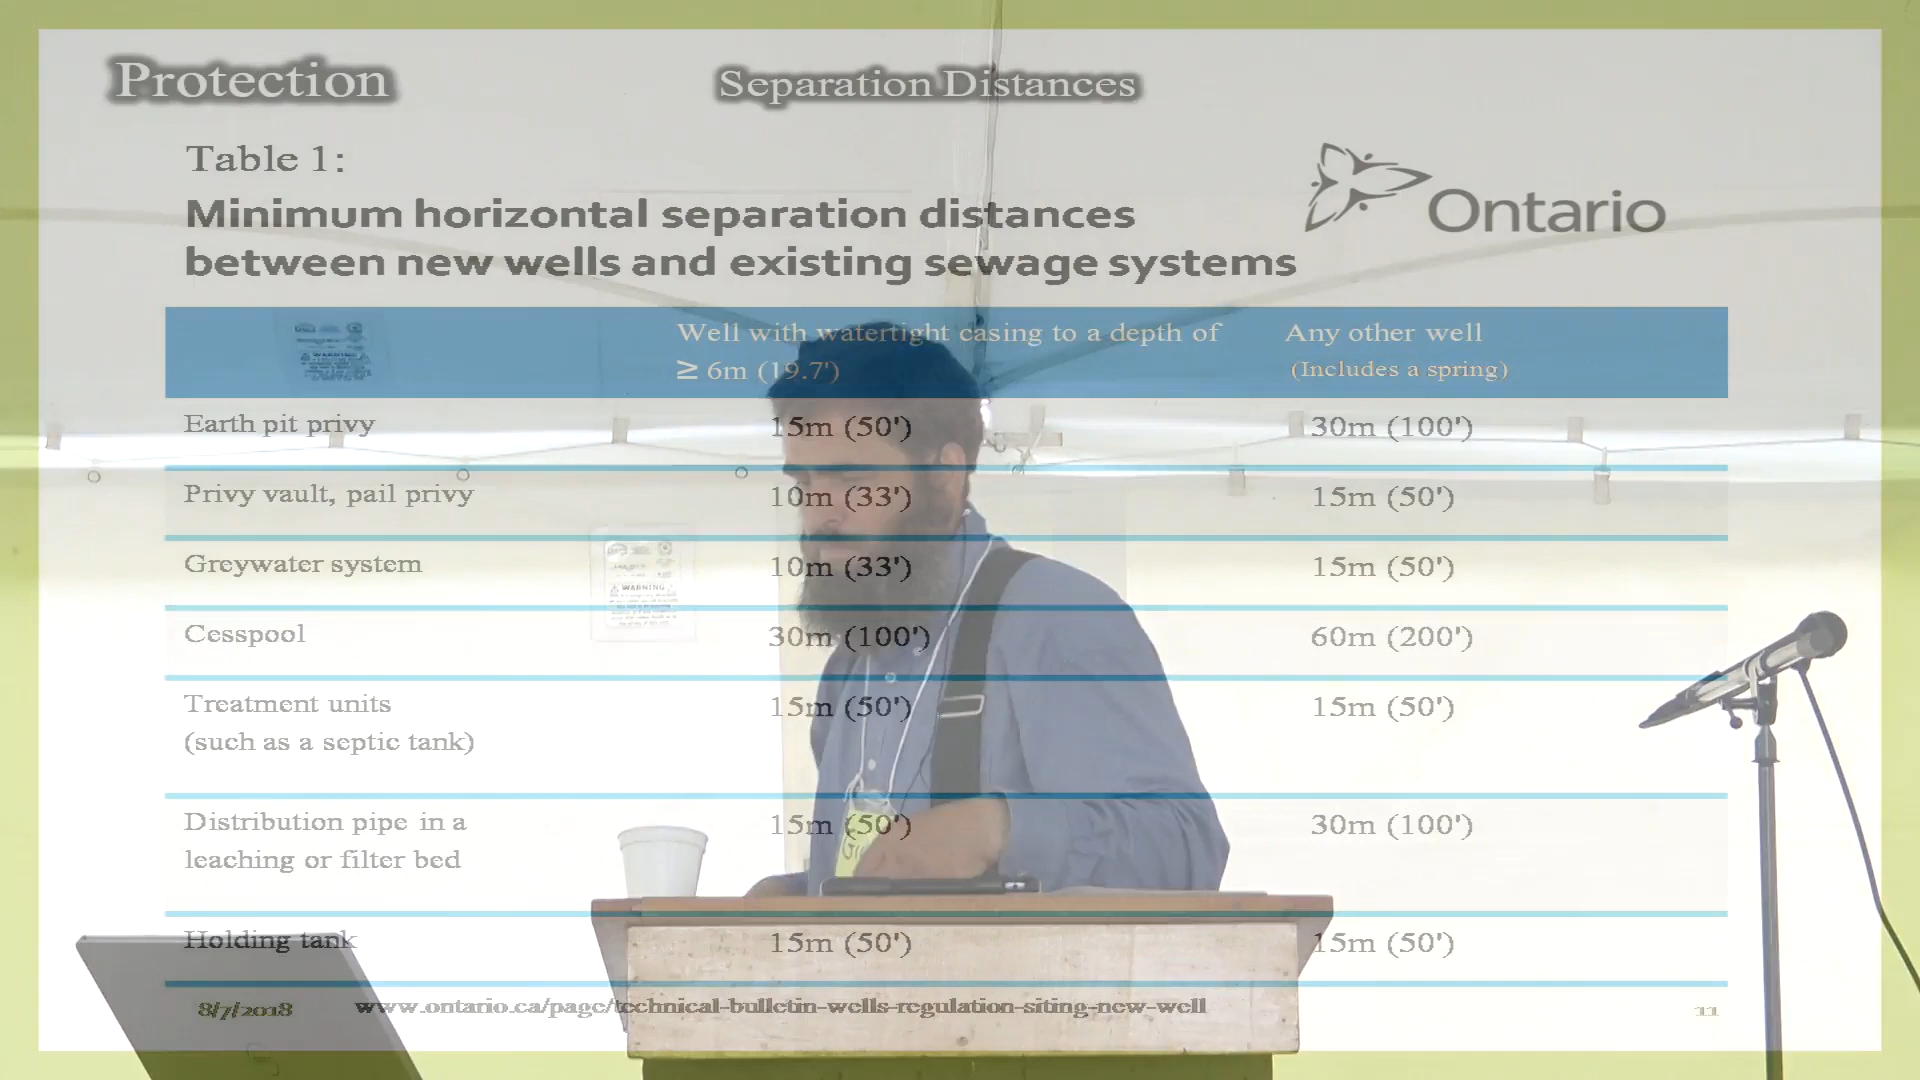 Protection
Separation Distances
Table 1:
Ontario
Minimum horizontal separation distances
between new wells and existing sewage systems
Well with watertight casing to a depth of
≥ 6m (19.7')
Any other well
(Includes a spring)
Earth pit privy 15m (50') 30m (100')
Privy vault, pail privy 10m (33') 15m (50')
Greywater system 10m (33') 15m (50')
Cesspool 30m (100') 60m (200')
Treatment units 15m (50') 15m (50')
(such as a septic tank)
Distribution pipe in a 15m (50') 30m (100')
leaching or filter bed
Holding tank 15m (50') 15m (50')
8/7/2018 www.ontario.ca/page/technical-bulletin-wells-regulation-siting-new-well 11
WARNING
WARNING